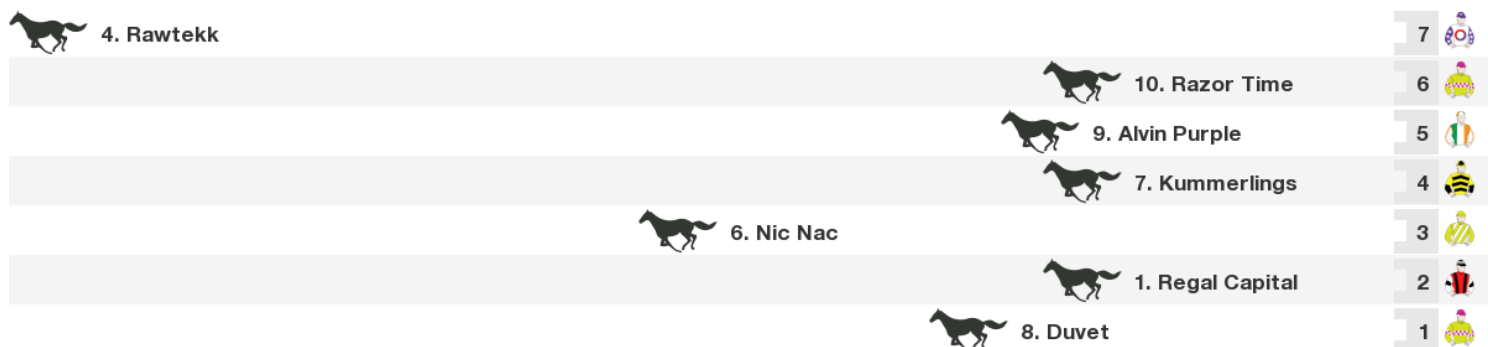 4. Rawtekk 7
10. Razor Time 6
9. Alvin Purple 5
7. Kummerlings 4
6. Nic Nac 3
1. Regal Capital 2
8. Duvet 1